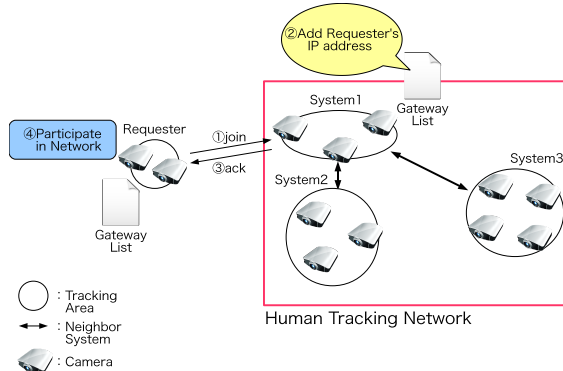 ②Add Requester's
IP address
System1
Gateway
List
④Participate
in Network
Requester
①join
③ack
System2
System3
Gateway
List
Human Tracking Network
: Tracking
Area
: Neighbor
System
: Camera